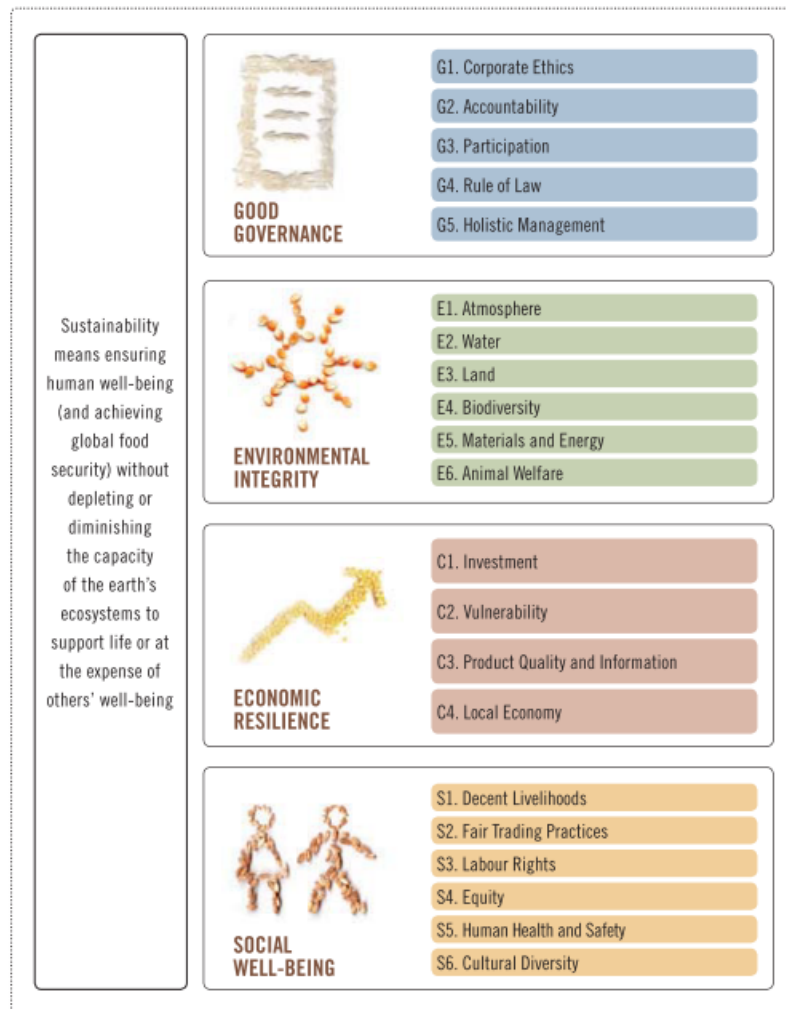 Sustainability
means ensuring
human well-being
(and achieving
global food
security) without
depleting or
diminishing
the capacity
of the earth's
ecosystems to
support life or at
the expense of
others' well-being
GOOD
GOVERNANCE
G1. Corporate Ethics
G2. Accountability
G3. Participation
G4. Rule of Law
G5. Holistic Management
ENVIRONMENTAL
INTEGRITY
E1. Atmosphere
E2. Water
E3. Land
E4. Biodiversity
E5. Materials and Energy
E6. Animal Welfare
ECONOMIC
RESILIENCE
C1. Investment
C2. Vulnerability
C3. Product Quality and Information
C4. Local Economy
SOCIAL
WELL-BEING
S1. Decent Livelihoods
S2. Fair Trading Practices
S3. Labour Rights
S4. Equity
S5. Human Health and Safety
S6. Cultural Diversity